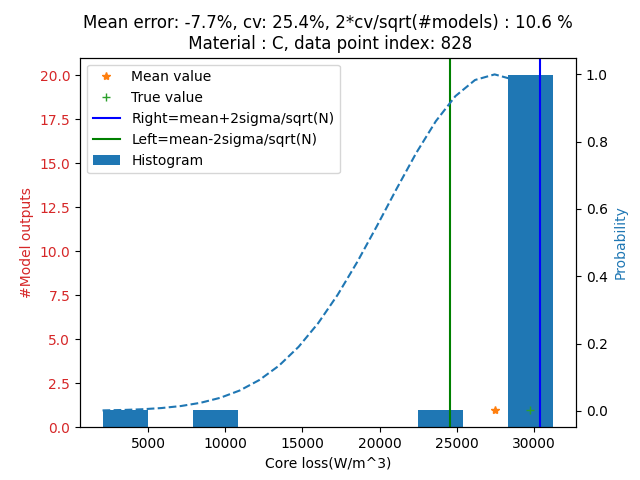 Mean error: -7.7%, cv: 25.4%, 2*cv/sqrt(#models) : 10.6 %
Material : C, data point index: 828
Mean value
True value
Right=mean+2sigma/sqrt(N)
Left=mean-2sigma/sqrt(N)
Histogram
#Model outputs
20.0
17.5
15.0
12.5
10.0
7.5
5.0
2.5
0.0
5000 10000 15000 20000 25000 30000
Core loss(W/m^3)
1.0
0.8
0.6
0.4
0.2
0.0
Probability